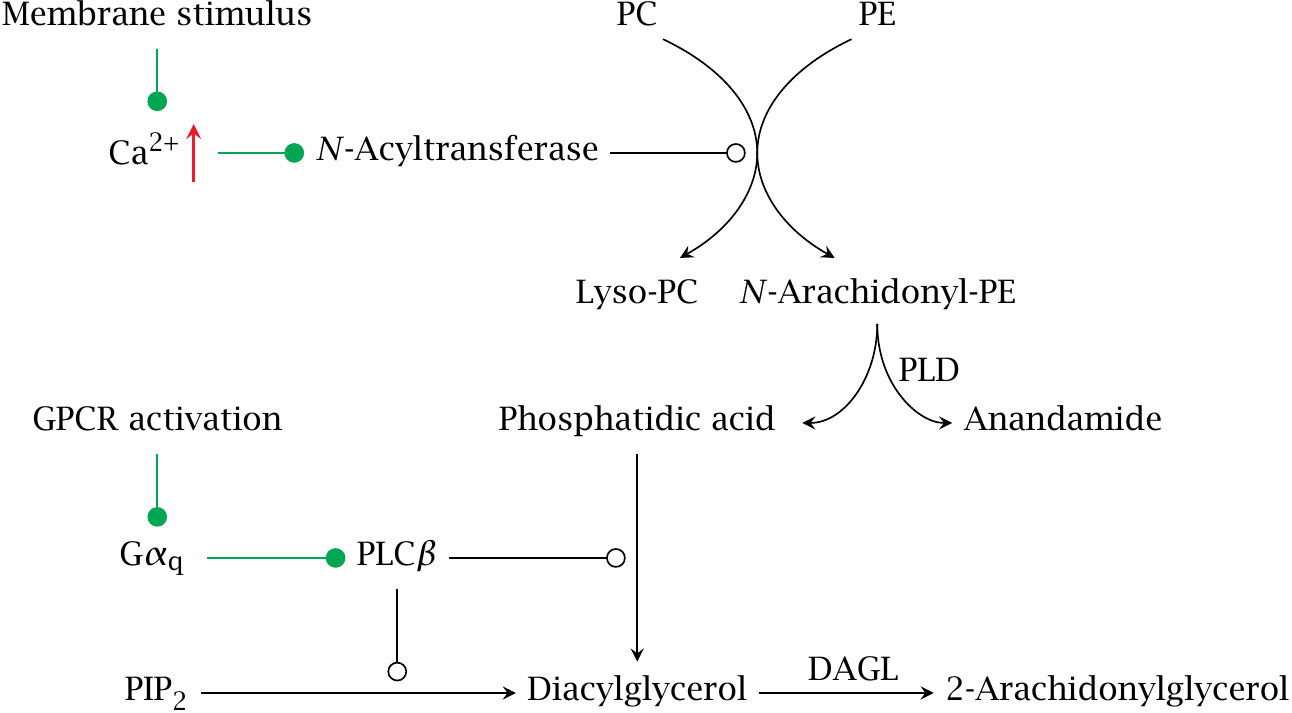 Membrane stimulus
PC
PE
Ca²⁺
N-Acyltransferase
Lyso-PC
N-Arachidonyl-PE
PLD
GPCR activation
Phosphatidic acid
Anandamide
Gαq
PLCβ
DAGL
PIP₂
Diacylglycerol
2-Arachidonylglycerol